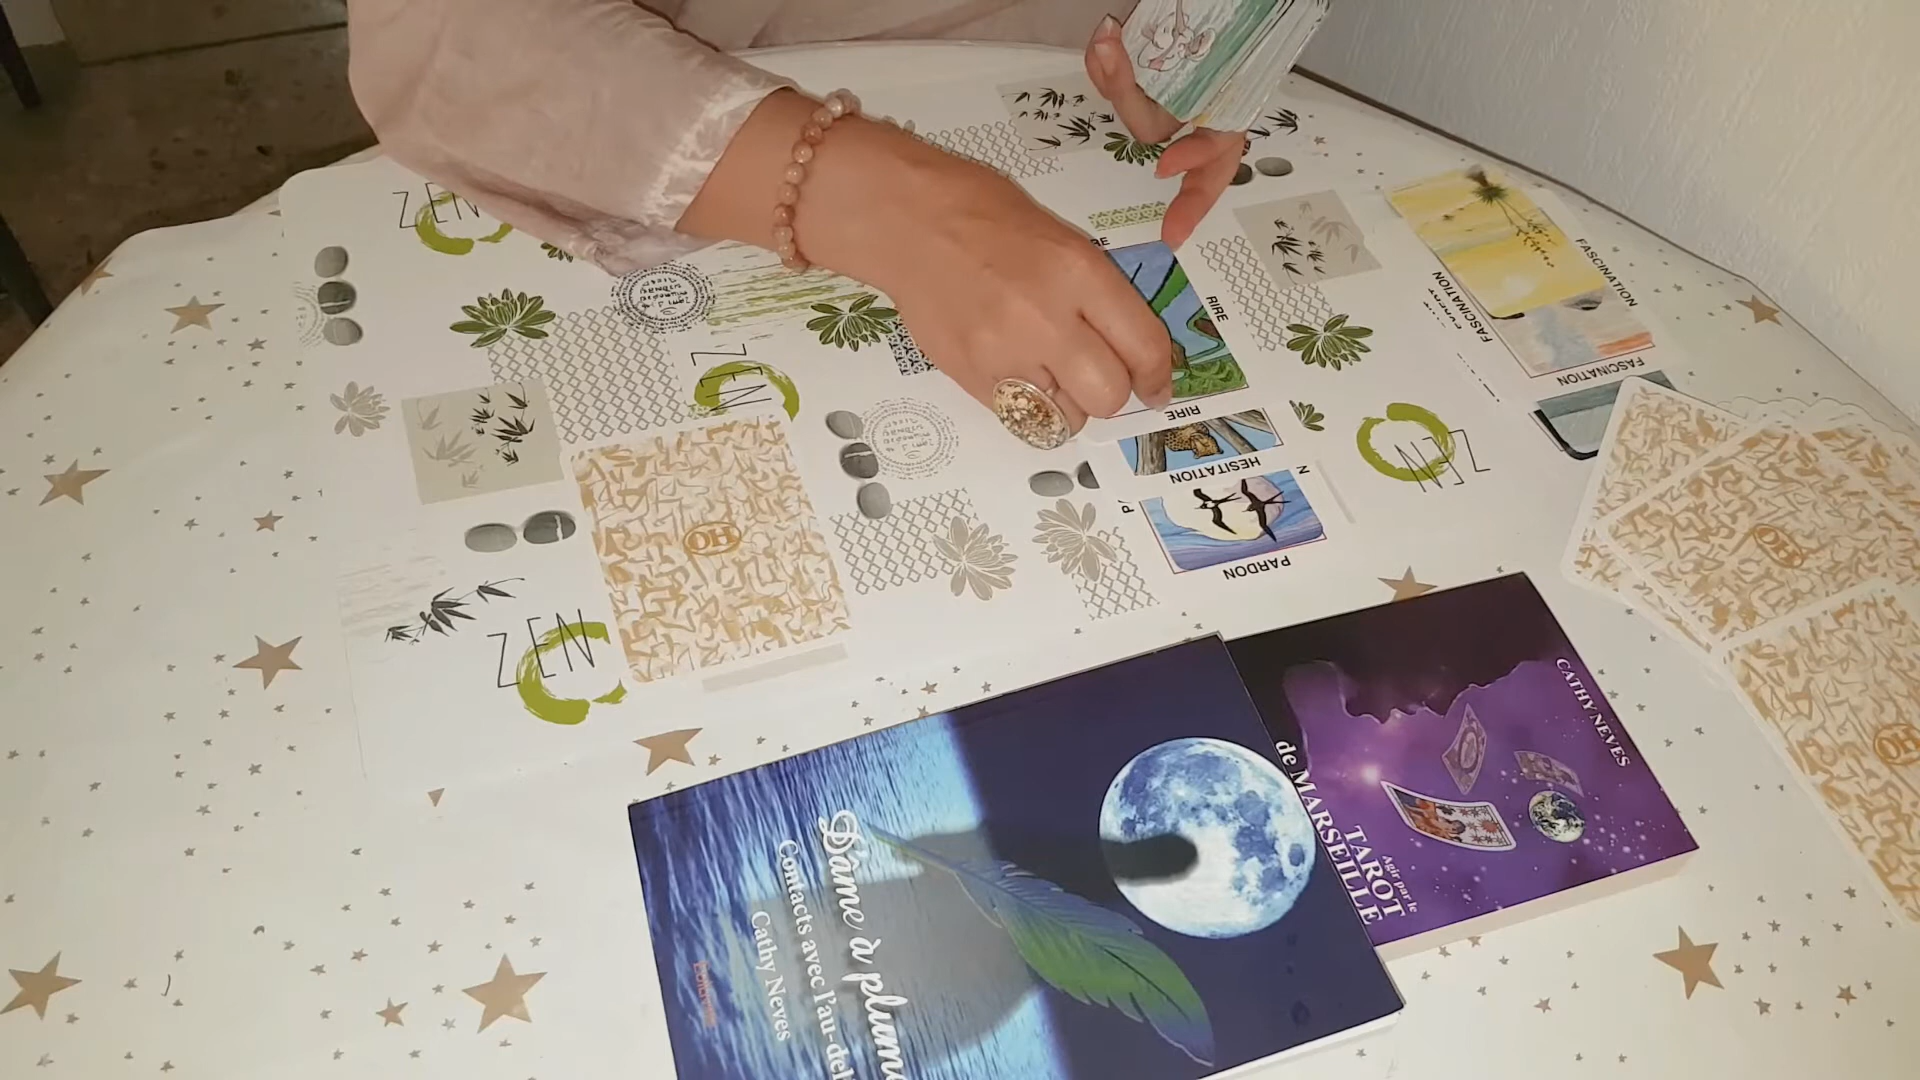 ZEN
ZEN
ZEN
ZEN
OH
OH
OH
RIRE
RIRE
HESITATION
PARDON
FASCINATION
FASCINATION
FASCINATION
CATHY NEVES
Agir par le
TAROT
de MARSEILLE
D'âme à plume
Contacts avec l'au-del
Cathy Neves